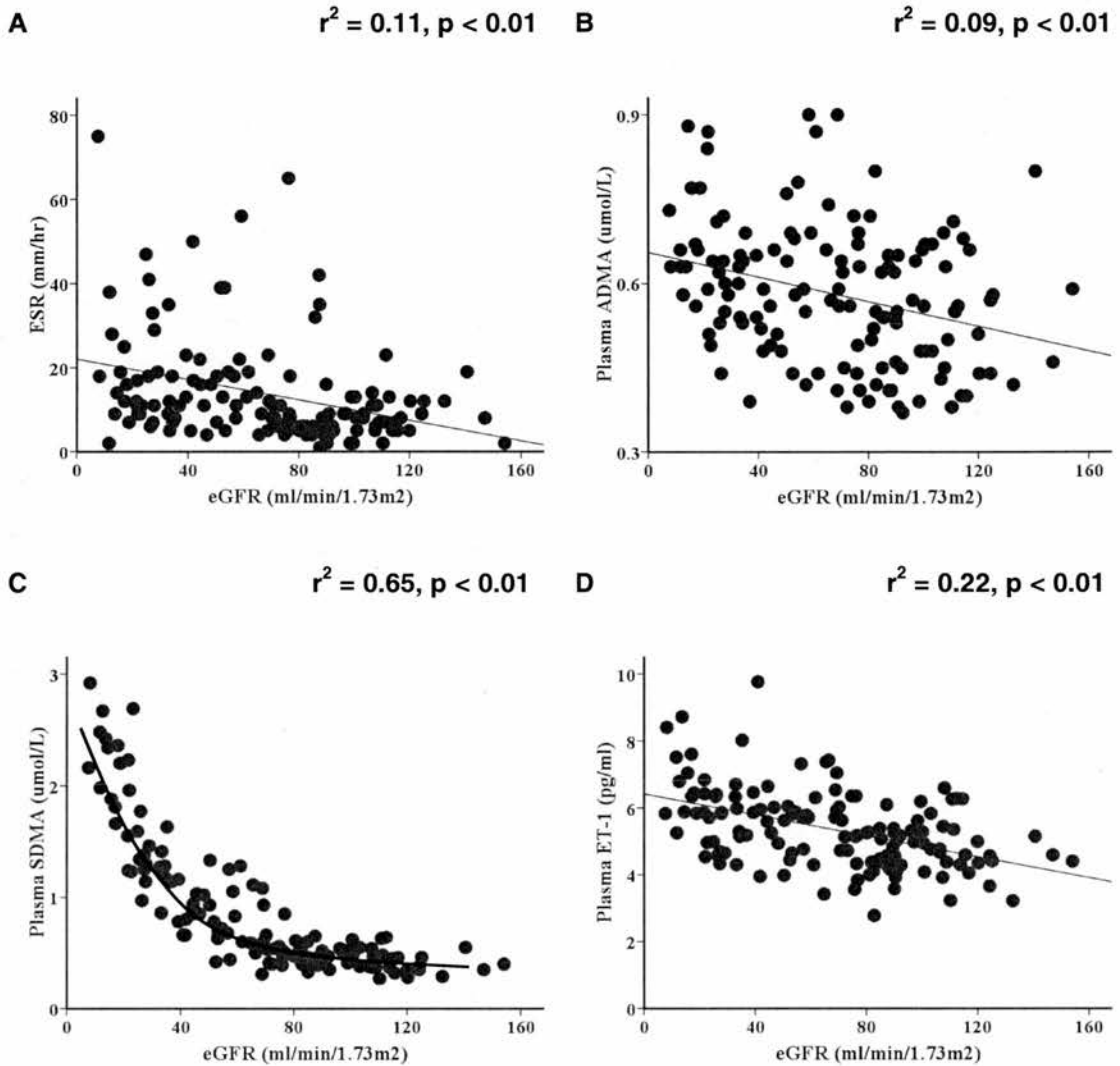 A
r² = 0.11, p < 0.01
80
60
40
20
0
ESR (mm/hr)
0 40 80 120 160
eGFR (ml/min/1.73m2)
B
r² = 0.09, p < 0.01
0.9
0.6
0.3
Plasma ADMA (umol/L)
0 40 80 120 160
eGFR (ml/min/1.73m2)
C
r² = 0.65, p < 0.01
3
2
1
0
Plasma SDMA (umol/L)
0 40 80 120 160
eGFR (ml/min/1.73m2)
D
r² = 0.22, p < 0.01
10
8
6
4
2
0
Plasma ET-1 (pg/ml)
0 40 80 120 160
eGFR (ml/min/1.73m2)